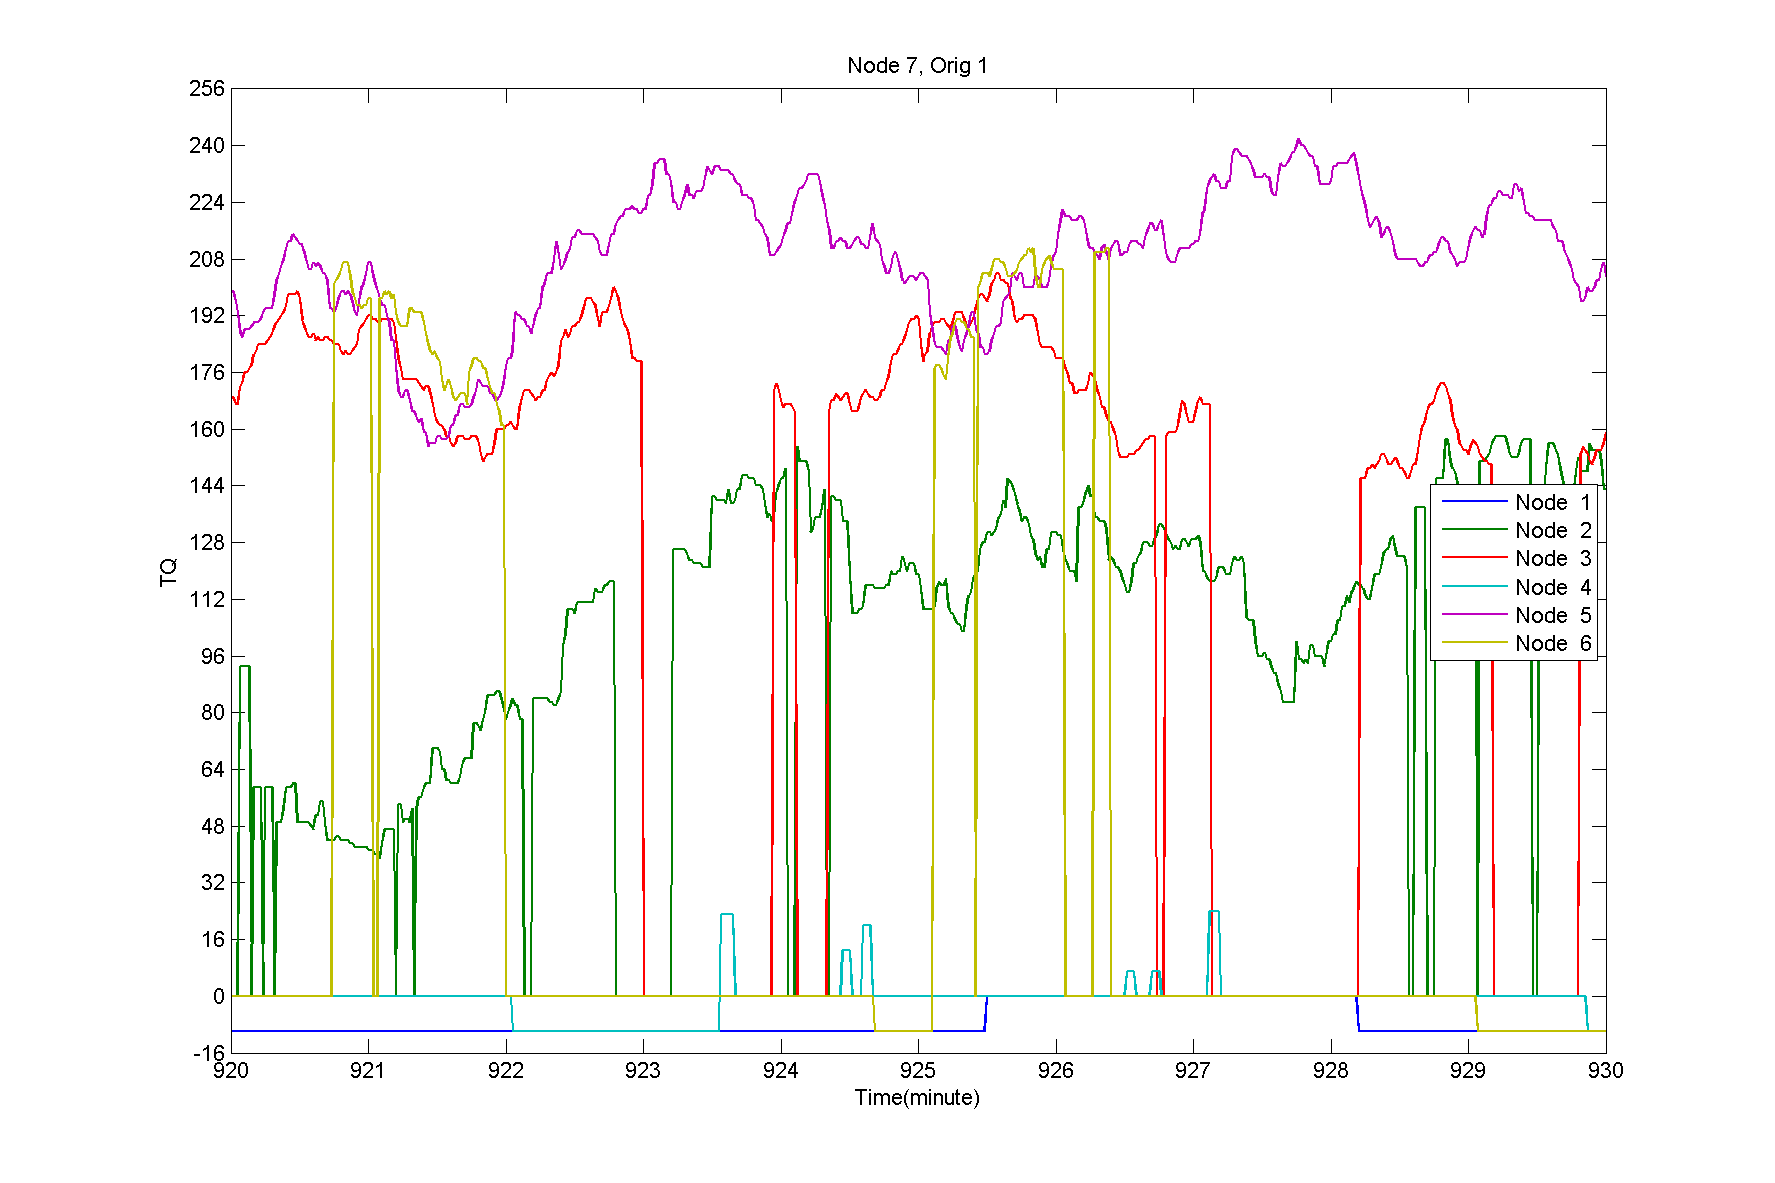 Node 7, Orig 1
256
240
224
208
192
176
160
144
128
112
96
80
64
48
32
16
0
-16
TQ
Node 1
Node 2
Node 3
Node 4
Node 5
Node 6
920 921 922 923 924 925 926 927 928 929 930
Time(minute)